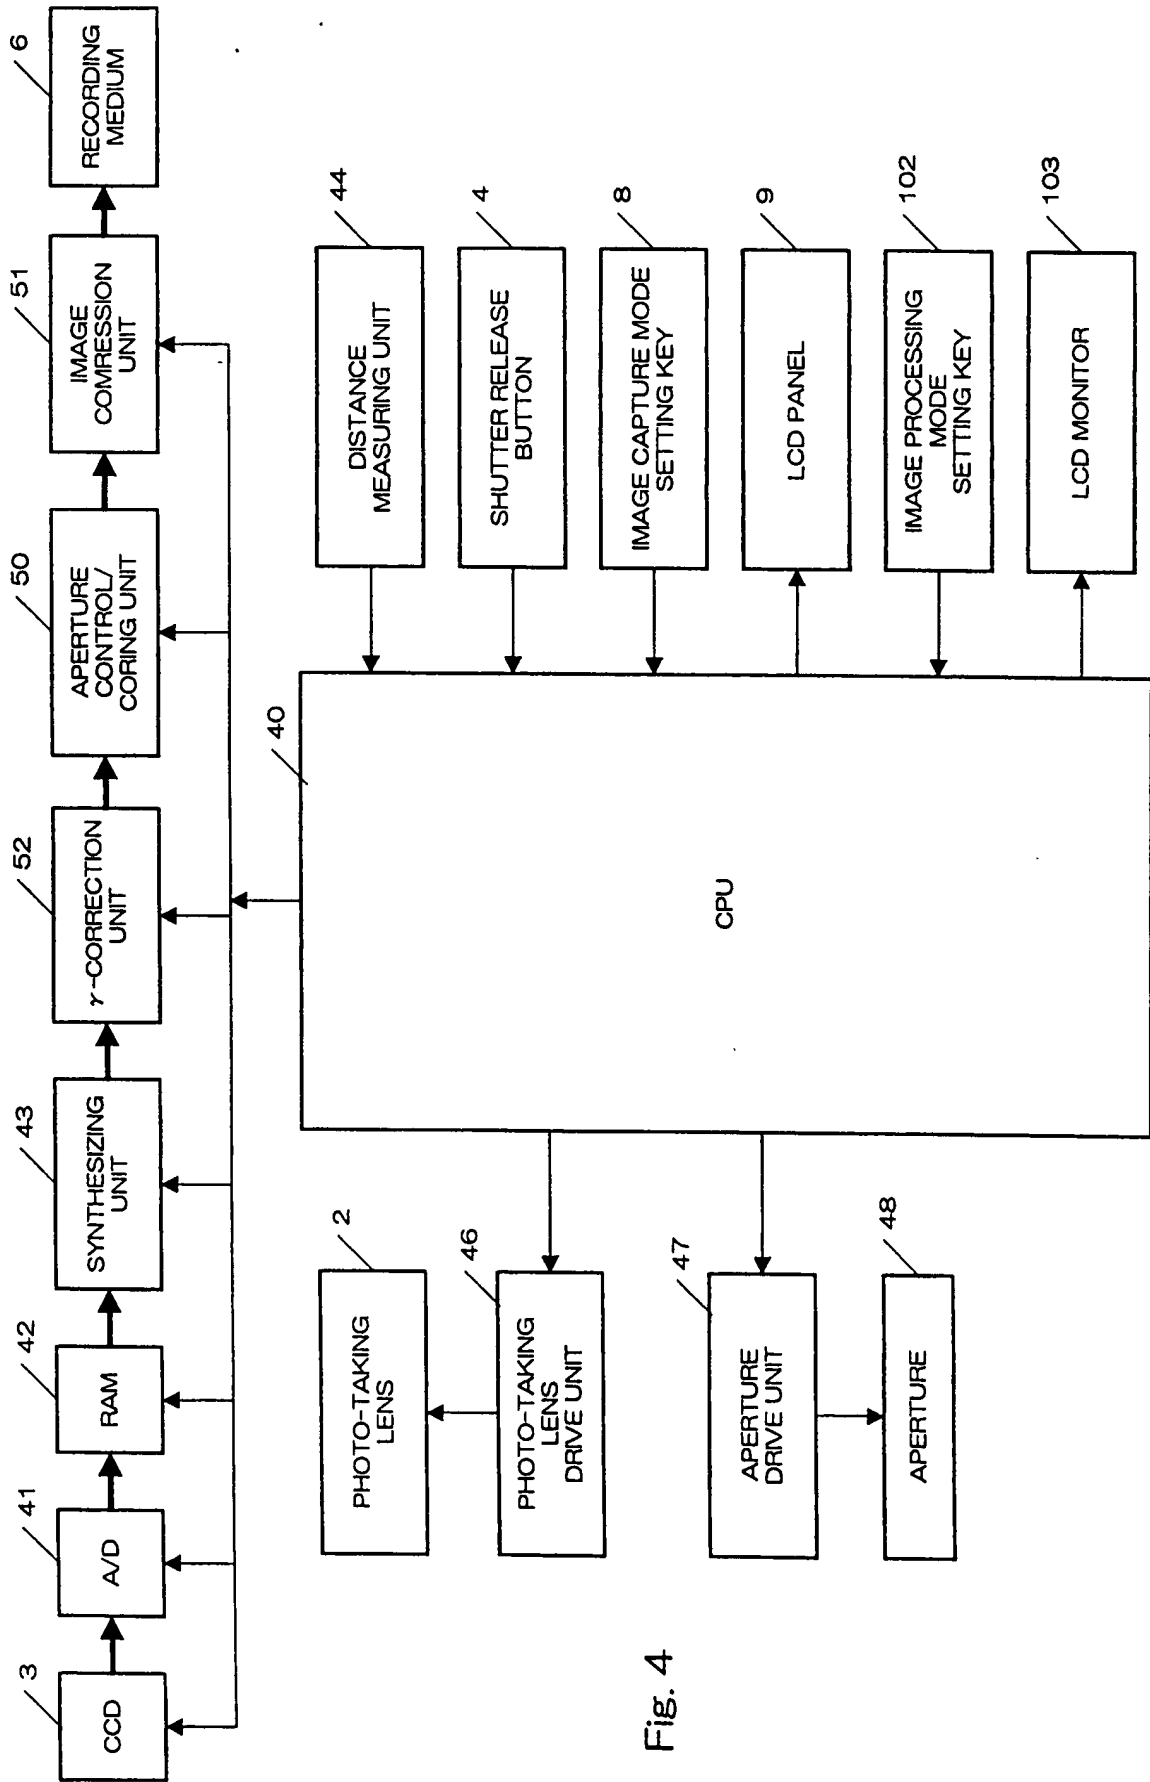 3
CCD
41
A/D
42
RAM
43
SYNTHESIZING
UNIT
52
γ-CORRECTION
UNIT
50
APERTURE
CONTROL/
CORING UNIT
51
IMAGE
COMRESSION
UNIT
6
RECORDING
MEDIUM
2
PHOTO-TAKING
LENS
46
PHOTO-TAKING
LENS
DRIVE UNIT
47
APERTURE
DRIVE UNIT
48
APERTURE
40
CPU
44
DISTANCE
MEASURING UNIT
4
SHUTTER RELEASE
BUTTON
8
IMAGE CAPTURE MODE
SETTING KEY
9
LCD PANEL
102
IMAGE PROCESSING
MODE
SETTING KEY
103
LCD MONITOR
Fig. 4